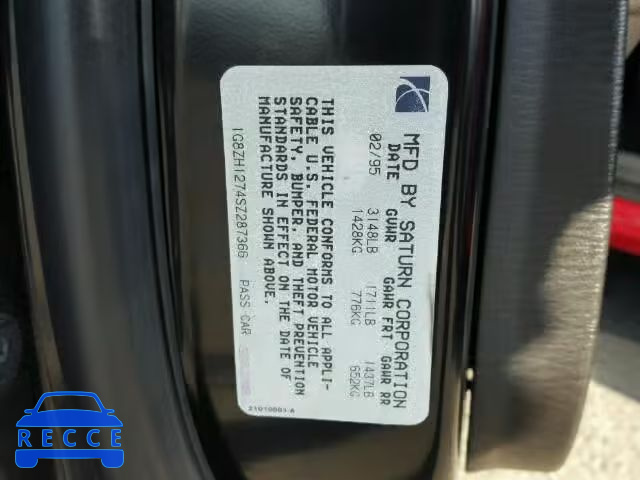 MFD BY SATURN CORPORATION
DATE GVWR GAWR FRT GAWR RR
02/95 3148LB 1711LB 1437LB
1428KG 776KG 652KG
THIS VEHICLE CONFORMS TO ALL APPLI-
CABLE U.S. FEDERAL MOTOR VEHICLE
SAFETY, BUMPER, AND THEFT PREVENTION
STANDARDS IN EFFECT ON THE DATE OF
MANUFACTURE SHOWN ABOVE.
1G8ZH1274SZ287366 PASS CAR
21010081-A
RECCE